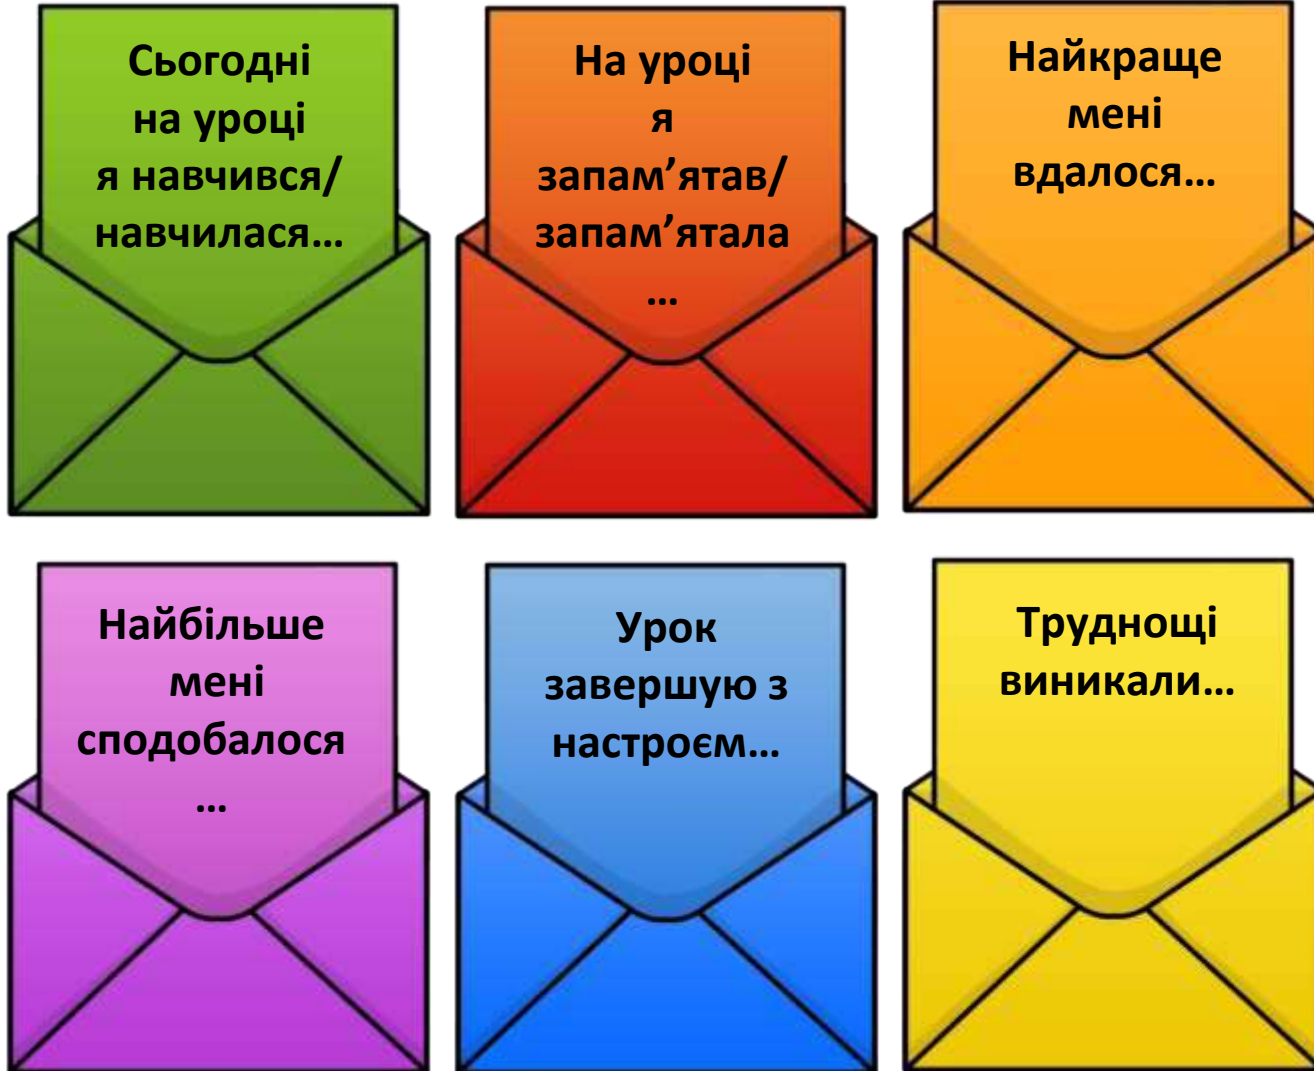 Сьогодні
на уроці
я навчився/
навчилася…
На уроці
я
запам’ятав/
запам’ятала
…
Найкраще
мені
вдалося…
Найбільше
мені
сподобалося
…
Урок
завершую з
настроєм…
Труднощі
виникали…